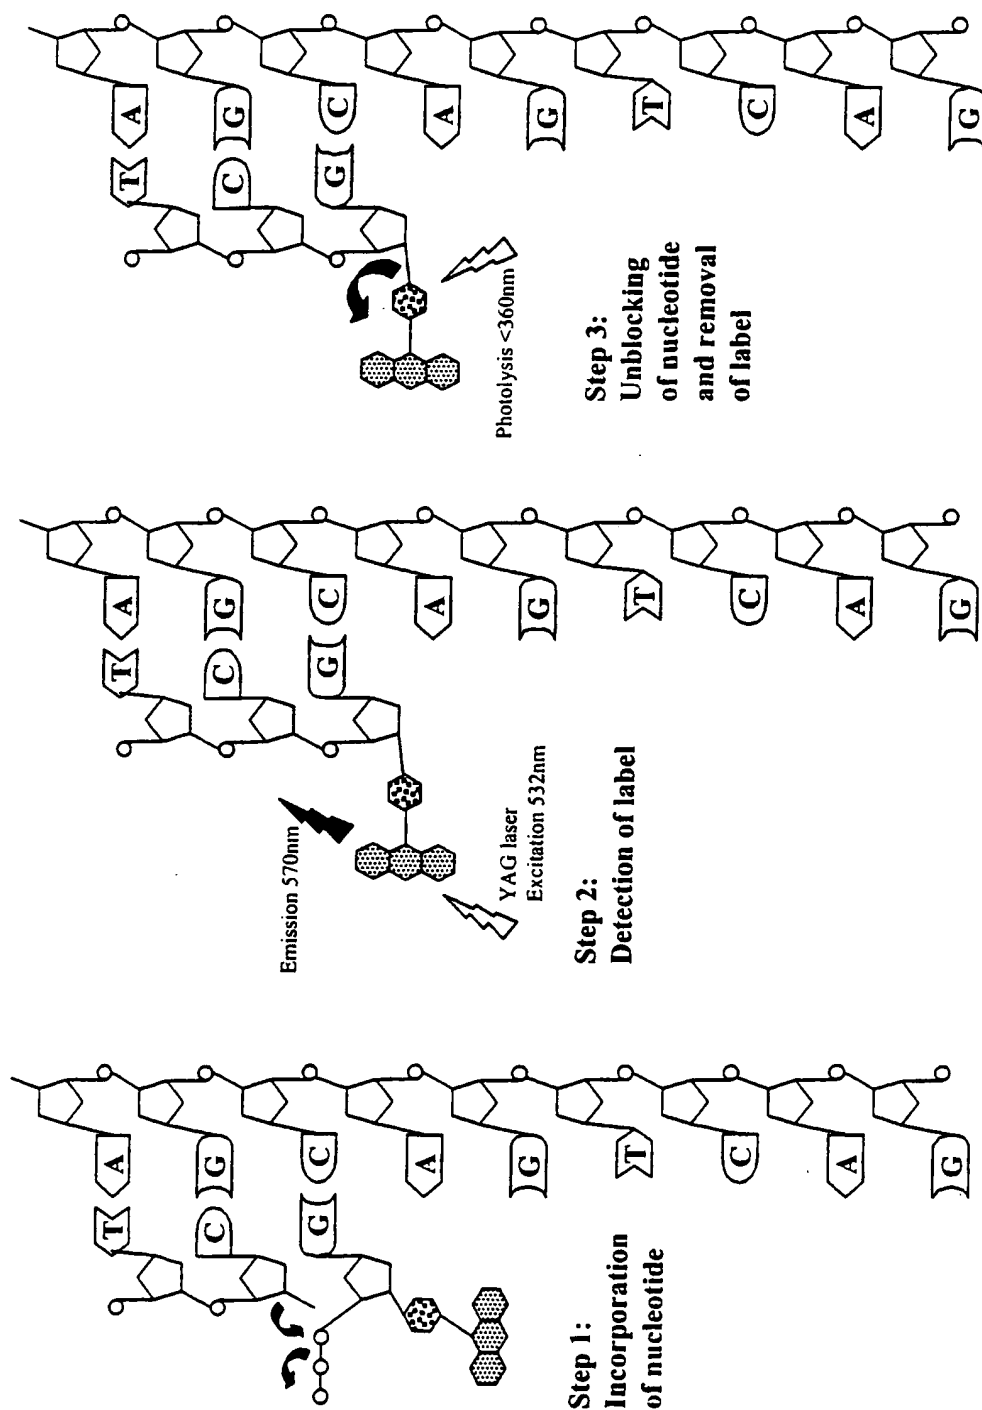 T A
C G
G C
A
G
T
C
A
G
Step 1:
Incorporation
of nucleotide
Emission 570nm
T A
C G
G C
A
G
T
C
A
G
YAG laser
Excitation 532nm
Step 2:
Detection of label
T A
C G
G C
A
G
T
C
A
G
Photolysis <360nm
Step 3:
Unblocking
of nucleotide
and removal
of label